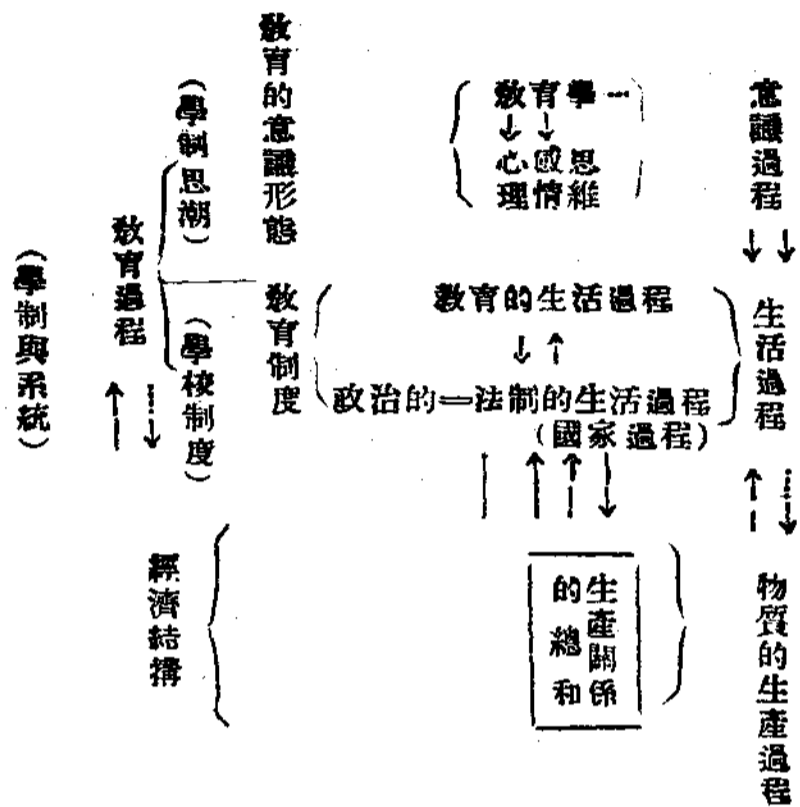 意識過程
生活過程
物質的生產過程
教育學…
心理
感情
思維
教育的生活過程
政治的＝法制的生活過程
(國家過程)
生產關係
的總和
教育的意識形態
教育制度
(學制思潮)
(學校制度)
教育過程
經濟結構
(學制與系統)